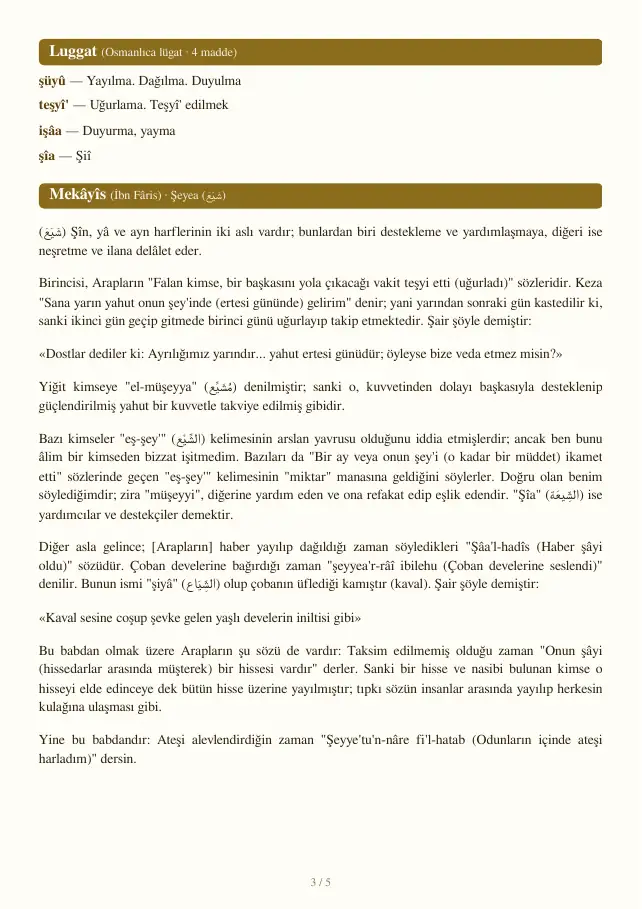 Luggat (Osmanlıca lügat · 4 madde)
şüyû — Yayılma. Dağılma. Duyulma
teşyî' — Uğurlama. Teşyî' edilmek
işâa — Duyurma, yayma
şîa — Şiî
Mekâyîs (İbn Fâris) · Şeyea (شَيَعَ)
(شَيَعَ) Şîn, yâ ve ayn harflerinin iki aslı vardır; bunlardan biri destekleme ve yardımlaşmaya, diğeri ise
neşretme ve ilana delâlet eder.
Birincisi, Arapların "Falan kimse, bir başkasını yola çıkacağı vakit teşyi etti (uğurladı)" sözleridir. Keza
"Sana yarın yahut onun şey'inde (ertesi gününde) gelirim" denir; yani yarından sonraki gün kastedilir ki,
sanki ikinci gün geçip gitmede birinci günü uğurlayıp takip etmektedir. Şair şöyle demiştir:
«Dostlar dediler ki: Ayrılığımız yarındır... yahut ertesi günüdür; öyleyse bize veda etmez misin?»
Yiğit kimseye "el-müşeyya" (مُشَيَّع) denilmiştir; sanki o, kuvvetinden dolayı başkasıyla desteklenip
güçlendirilmiş yahut bir kuvvetle takviye edilmiş gibidir.
Bazı kimseler "eş-şey'" (الشَّيْع) kelimesinin arslan yavrusu olduğunu iddia etmişlerdir; ancak ben bunu
âlim bir kimseden bizzat işitmedim. Bazıları da "Bir ay veya onun şey'i (o kadar bir müddet) ikamet
etti" sözlerinde geçen "eş-şey'" kelimesinin "miktar" manasına geldiğini söylerler. Doğru olan benim
söylediğimdir; zira "müşeyyi", diğerine yardım eden ve ona refakat edip eşlik edendir. "Şîa" (الشِّيعَة) ise
yardımcılar ve destekçiler demektir.
Diğer asla gelince; [Arapların] haber yayılıp dağıldığı zaman söyledikleri "Şâa'l-hadîs (Haber şâyi
oldu)" sözüdür. Çoban develerine bağırdığı zaman "şeyyea'r-râî ibilehu (Çoban develerine seslendi)"
denilir. Bunun ismi "şiyâ" (الشِّيَاع) olup çobanın üflediği kamıştır (kaval). Şair şöyle demiştir:
«Kaval sesine coşup şevke gelen yaşlı develerin iniltisi gibi»
Bu babdan olmak üzere Arapların şu sözü de vardır: Taksim edilmemiş olduğu zaman "Onun şâyi
(hissedarlar arasında müşterek) bir hissesi vardır" derler. Sanki bir hisse ve nasibi bulunan kimse o
hisseyi elde edinceye dek bütün hisse üzerine yayılmıştır; tıpkı sözün insanlar arasında yayılıp herkesin
kulağına ulaşması gibi.
Yine bu babdandır: Ateşi alevlendirdiğin zaman "Şeyye'tu'n-nâre fi'l-hatab (Odunların içinde ateşi
harladım)" dersin.
3 / 5